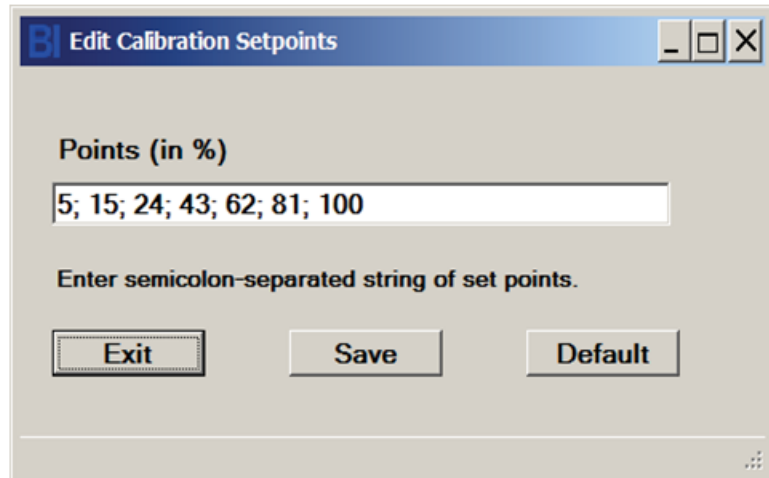 BI Edit Calibration Setpoints
Points (in %)
5; 15; 24; 43; 62; 81; 100
Enter semicolon-separated string of set points.
Exit Save Default